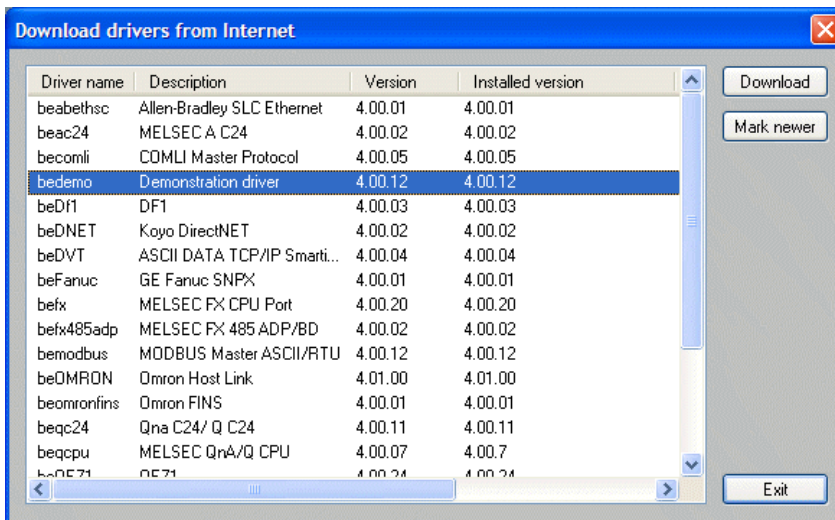 Download drivers from Internet
Driver name Description Version Installed version
beabethsc Allen-Bradley SLC Ethernet 4.00.01 4.00.01
beac24 MELSEC A C24 4.00.02 4.00.02
becomli COMLI Master Protocol 4.00.05 4.00.05
bedemo Demonstration driver 4.00.12 4.00.12
beDf1 DF1 4.00.03 4.00.03
beDNET Koyo DirectNET 4.00.02 4.00.02
beDVT ASCII DATA TCP/IP Smarti... 4.00.04 4.00.04
beFanuc GE Fanuc SNPX 4.00.01 4.00.01
befx MELSEC FX CPU Port 4.00.20 4.00.20
befx485adp MELSEC FX 485 ADP/BD 4.00.02 4.00.02
bemodbus MODBUS Master ASCII/RTU 4.00.12 4.00.12
beOMRON Omron Host Link 4.01.00 4.01.00
beomronfins Omron FINS 4.00.01 4.00.01
beqc24 Qna C24/ Q C24 4.00.11 4.00.11
beqcpu MELSEC QnA/Q CPU 4.00.07 4.00.7
4.00.24 4.00.24
Download
Mark newer
Exit